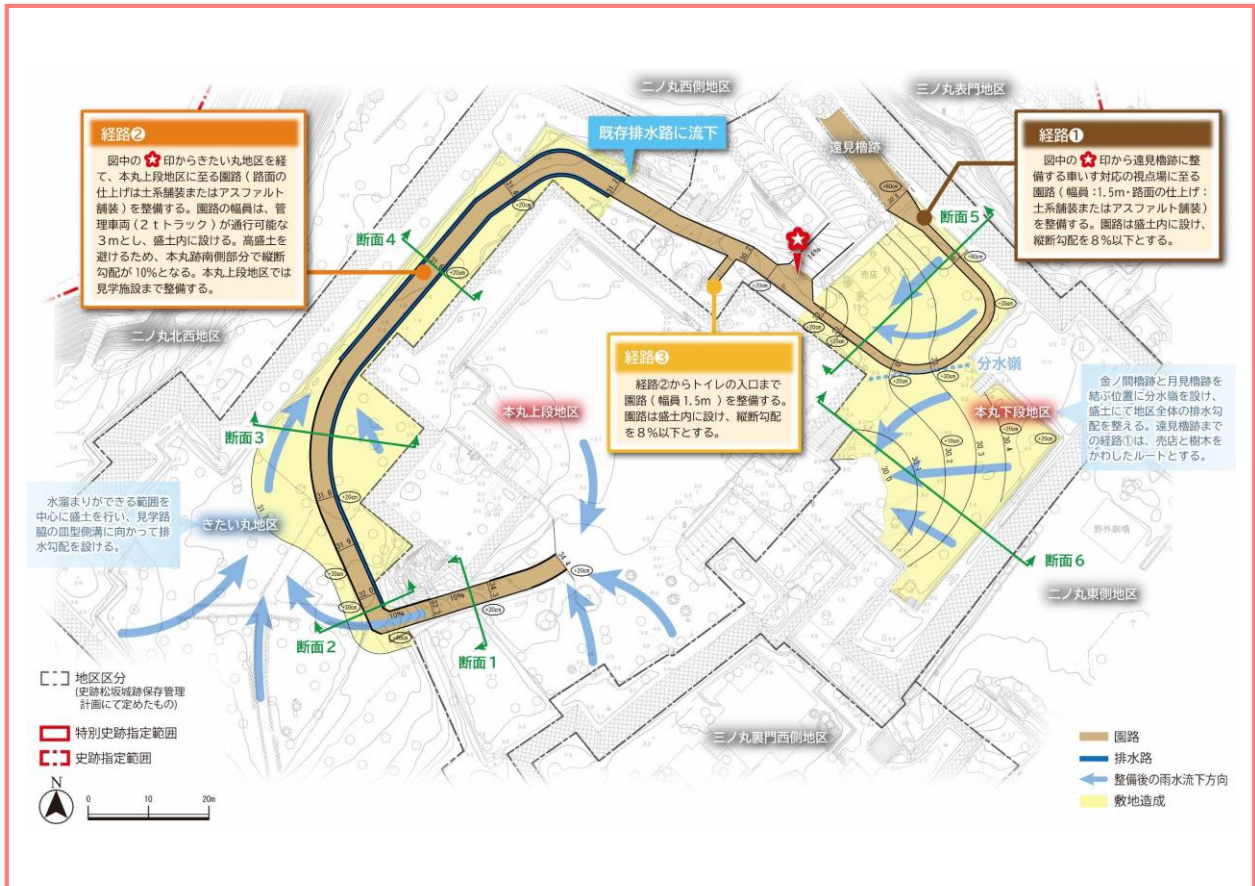 二ノ丸西側地区
三ノ丸表門地区
経路❷
図中の 印からきたい丸地区を経
て、本丸上段地区に至る園路(路面の
仕上げは土系舗装またはアスファルト
舗装)を整備する。園路の幅員は、管
理車両(2tトラック)が通行可能な
3mとし、盛土内に設ける。高盛土を
避けるため、本丸跡南側部分で縦断
勾配が10%となる。本丸上段地区では
見学施設まで整備する。
既存排水路に流下
遠見櫓跡
経路❶
図中の 印から遠見櫓跡に整
備する車いす対応の視点場に至る
園路(幅員:1.5m・路面の仕上げ:
土系舗装またはアスファルト舗装)
を整備する。園路は盛土内に設け、
縦断勾配を8%以下とする。
断面5
断面4
売店
二ノ丸北西地区
経路❸
経路②からトイレの入口まで
園路(幅員1.5m)を整備する。
園路は盛土内に設け、縦断勾配
を8%以下とする。
分水嶺
本丸上段地区
本丸下段地区
金ノ間櫓跡と月見櫓跡を
結ぶ位置に分水嶺を設け、
盛土にて地区全体の排水勾
配を整える。遠見櫓跡まで
の経路①は、売店と樹木を
かわしたルートとする。
断面3
水溜まりができる範囲を
中心に盛土を行い、見学路
脇の皿型側溝に向かって排
水勾配を設ける。
きたい丸地区
31.8
31.9
32.0
30.0
30.1
30.2
30.3
30.4
+20cm
+30cm
10%
10%
34.3
34.4
+20cm
+30cm
野外劇場
断面6
二ノ丸東側地区
断面2
断面1
三ノ丸裏門西側地区
地区区分
(史跡松坂城跡保存管理
計画にて定めたもの)
特別史跡指定範囲
史跡指定範囲
N
0 10 20m
園路
排水路
整備後の雨水流下方向
敷地造成